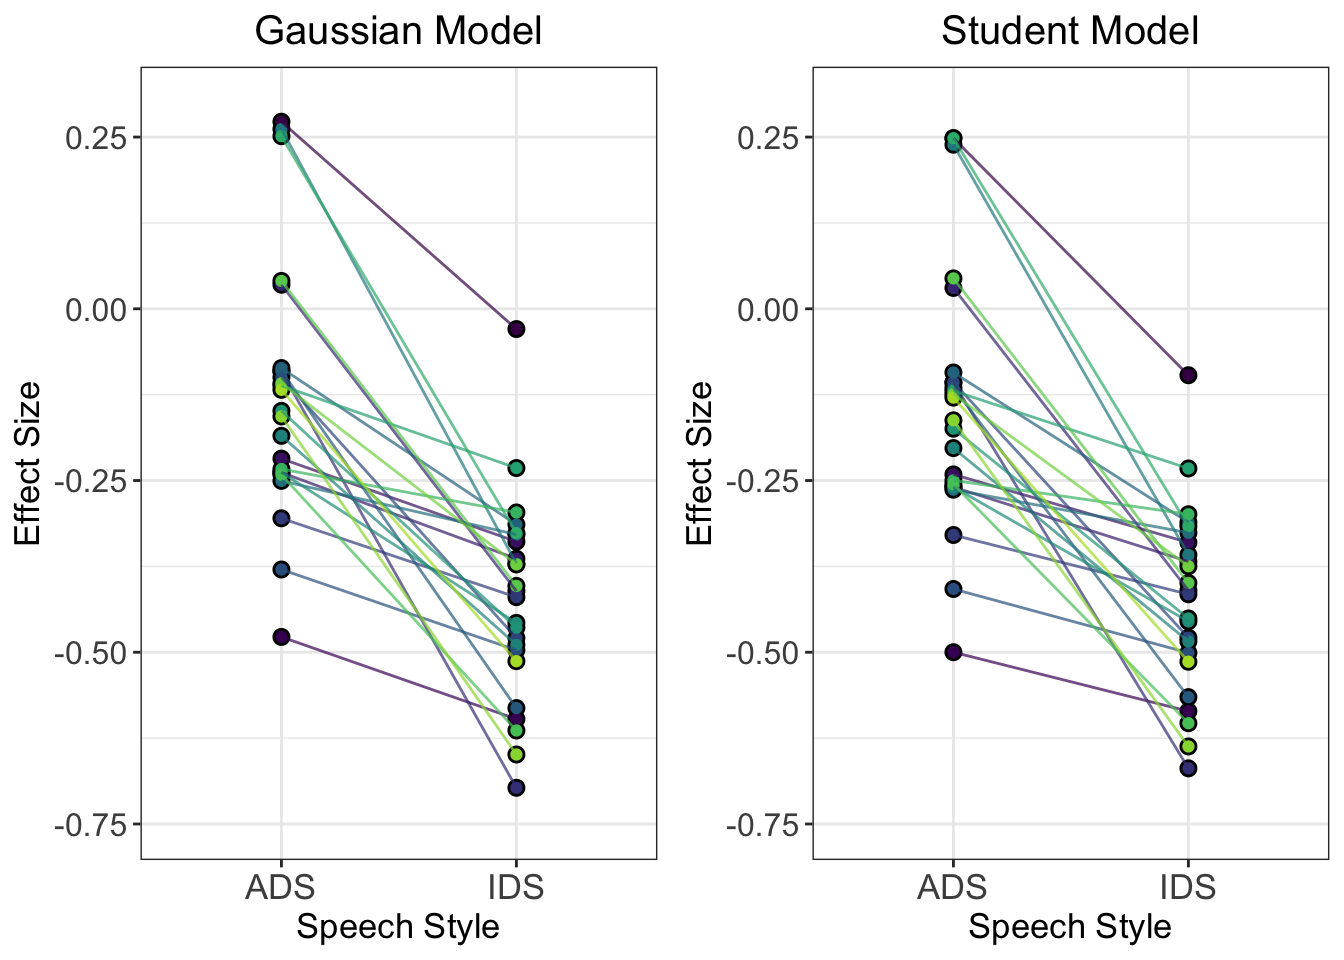 Gaussian Model
Effect Size
0.25
0.00
-0.25
-0.50
-0.75
ADS IDS
Speech Style
Student Model
Effect Size
0.25
0.00
-0.25
-0.50
-0.75
ADS IDS
Speech Style